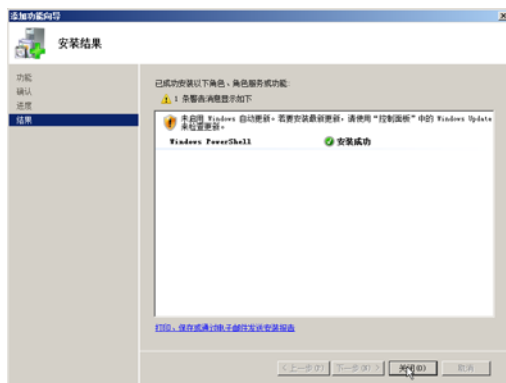 添加功能向导
安装结果
功能
确认
进度
结果
已成功安装以下角色、角色服务或功能:
1 条警告消息显示如下
未启用 Windows 自动更新。若要安装最新更新，请使用“控制面板”中的 Windows Update
来检查更新。
Windows PowerShell 安装成功
打印、保存或通过电子邮件发送安装报告
<上一步(P) 下一步(N)> 关闭(O) 取消